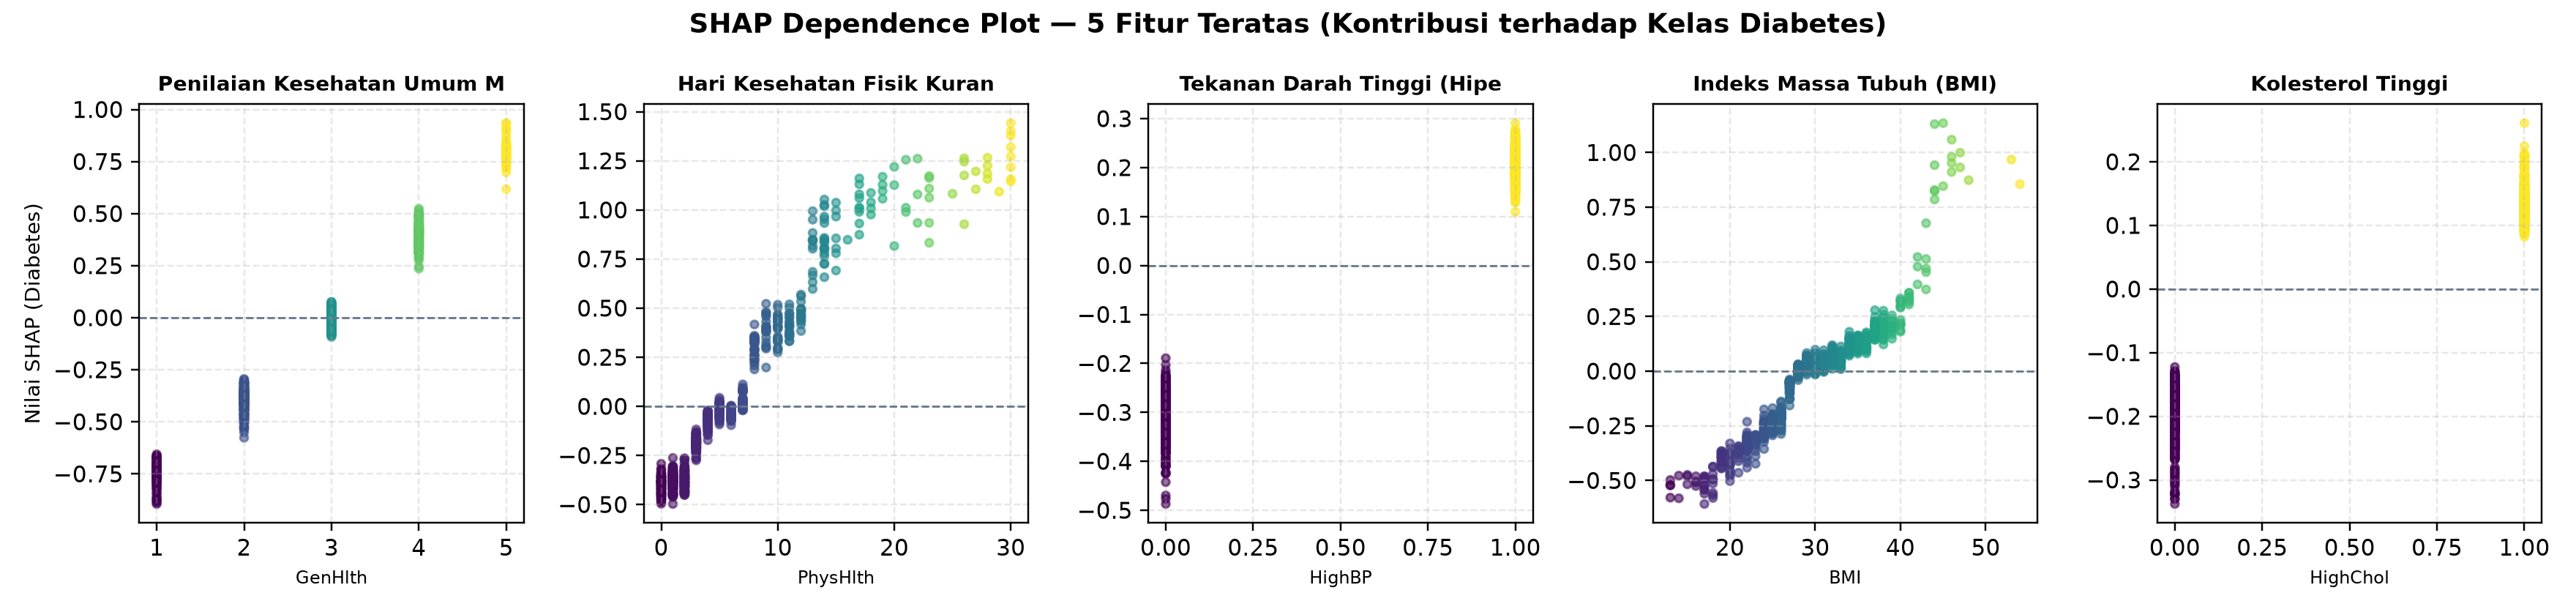 SHAP Dependence Plot — 5 Fitur Teratas (Kontribusi terhadap Kelas Diabetes)
Penilaian Kesehatan Umum M
Nilai SHAP (Diabetes)
1.00
0.75
0.50
0.25
0.00
−0.25
−0.50
−0.75
1 2 3 4 5
GenHlth
Hari Kesehatan Fisik Kuran
1.50
1.25
1.00
0.75
0.50
0.25
0.00
−0.25
−0.50
0 10 20 30
PhysHlth
Tekanan Darah Tinggi (Hipe
0.3
0.2
0.1
0.0
−0.1
−0.2
−0.3
−0.4
−0.5
0.00 0.25 0.50 0.75 1.00
HighBP
Indeks Massa Tubuh (BMI)
1.00
0.75
0.50
0.25
0.00
−0.25
−0.50
20 30 40 50
BMI
Kolesterol Tinggi
0.2
0.1
0.0
−0.1
−0.2
−0.3
0.00 0.25 0.50 0.75 1.00
HighChol